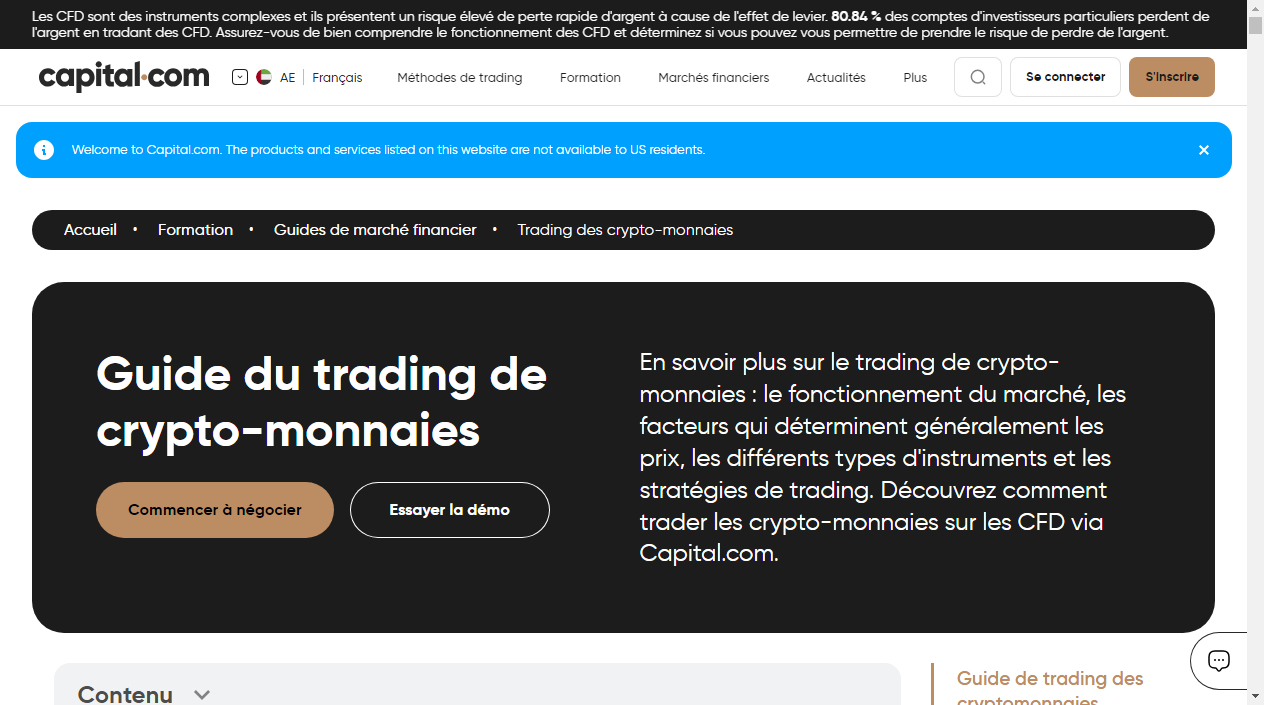 Les CFD sont des instruments complexes et ils présentent un risque élevé de perte rapide d'argent à cause de l'effet de levier. 80.84 % des comptes d'investisseurs particuliers perdent de
l'argent en tradant des CFD. Assurez-vous de bien comprendre le fonctionnement des CFD et déterminez si vous pouvez vous permettre de prendre le risque de perdre de l'argent.
capital.com AE Français Méthodes de trading Formation Marchés financiers Actualités Plus Se connecter S'inscrire
Welcome to Capital.com. The products and services listed on this website are not available to US residents.
Accueil • Formation • Guides de marché financier • Trading des crypto-monnaies
Guide du trading de
crypto-monnaies
Commencer à négocier Essayer la démo
En savoir plus sur le trading de crypto-
monnaies : le fonctionnement du marché, les
facteurs qui déterminent généralement les
prix, les différents types d'instruments et les
stratégies de trading. Découvrez comment
trader les crypto-monnaies sur les CFD via
Capital.com.
Contenu
Guide de trading des
cryptomonnaies